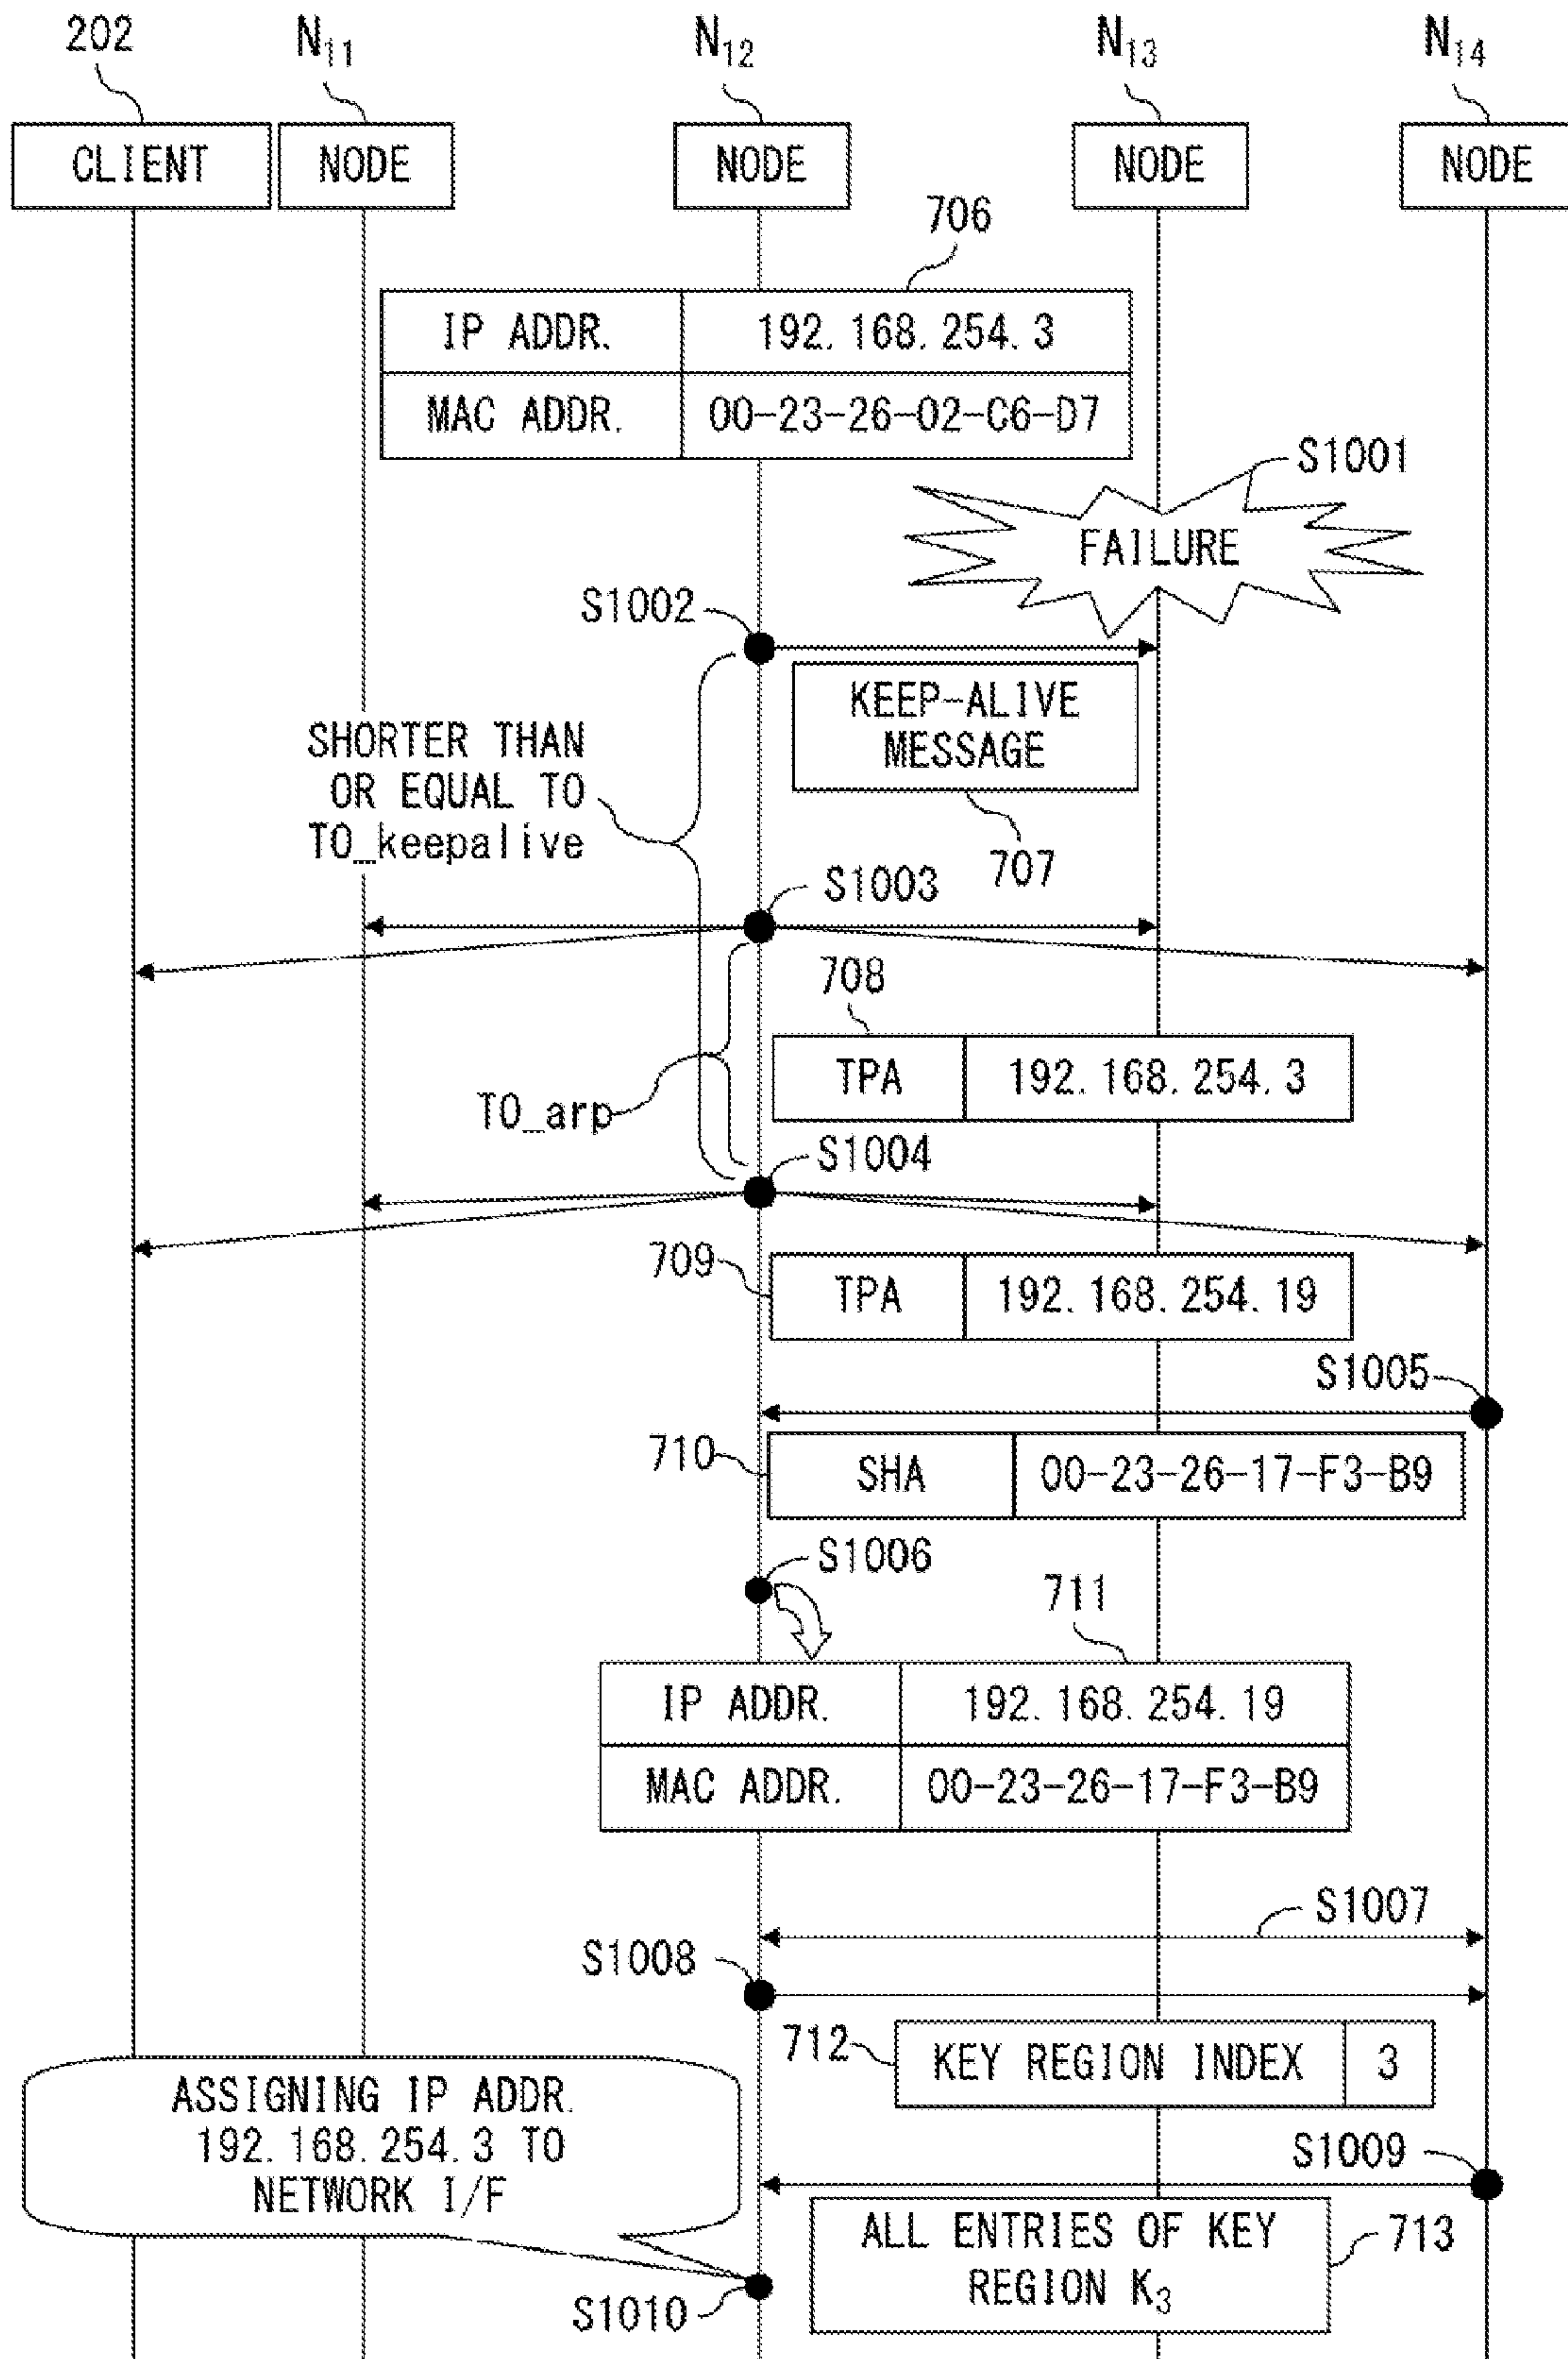 202 N11 N12 N13 N14
CLIENT NODE NODE NODE NODE
706
IP ADDR. 192.168.254.3
MAC ADDR. 00-23-26-02-C6-D7
S1001
FAILURE
S1002
KEEP-ALIVE
MESSAGE
707
SHORTER THAN
OR EQUAL TO
TO_keepalive
S1003
708
TPA 192.168.254.3
TO_arp
S1004
709
TPA 192.168.254.19
S1005
710
SHA 00-23-26-17-F3-B9
S1006
711
IP ADDR. 192.168.254.19
MAC ADDR. 00-23-26-17-F3-B9
S1007
S1008
712
KEY REGION INDEX 3
ASSIGNING IP ADDR.
192.168.254.3 TO
NETWORK I/F
S1009
ALL ENTRIES OF KEY
REGION K3
713
S1010